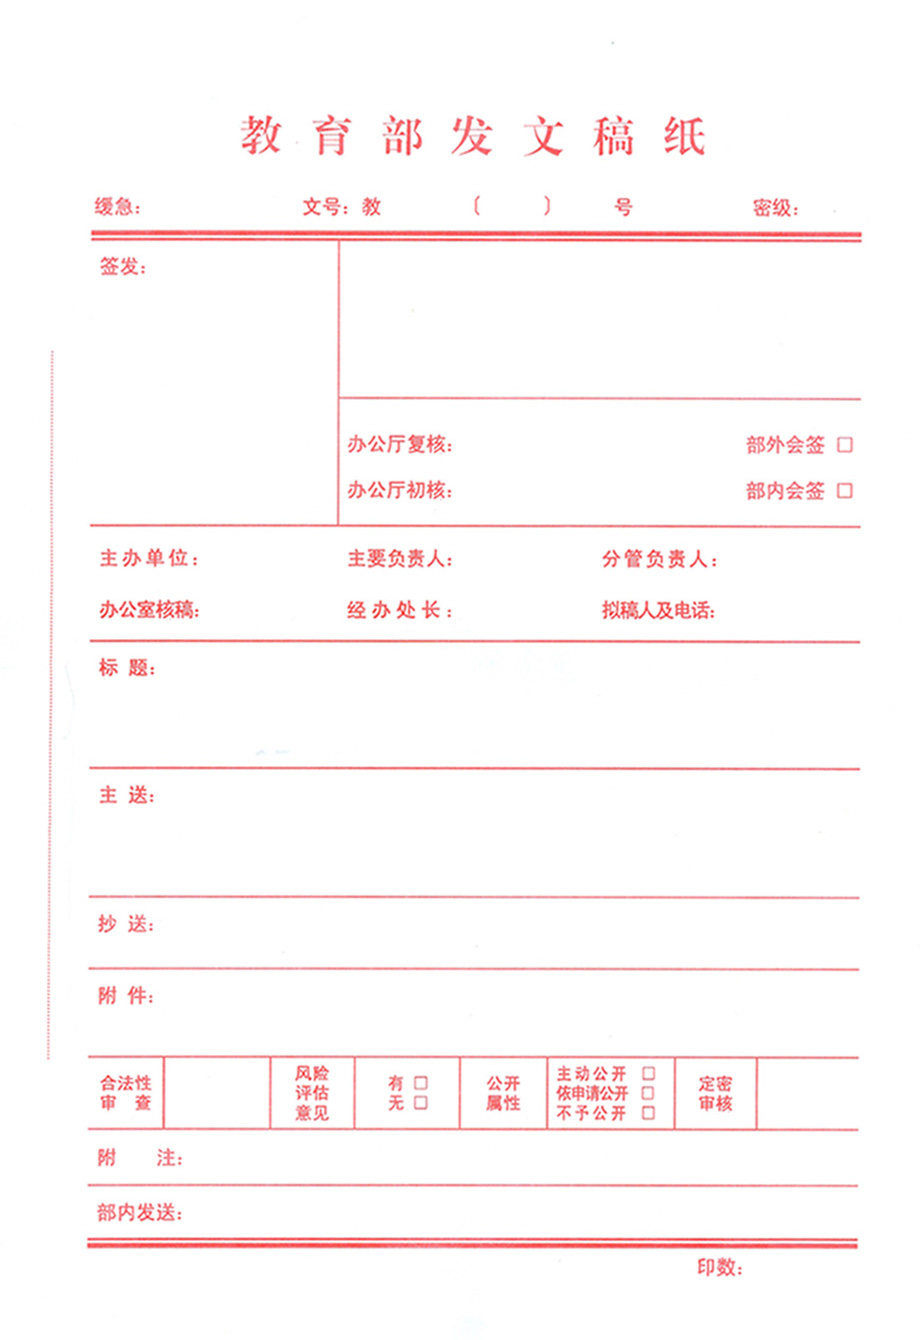 教育部发文稿纸
缓急： 文号：教 〔 〕 号 密级：
签发：
办公厅复核： 部外会签 □
办公厅初核： 部内会签 □
主办单位： 主要负责人： 分管负责人：
办公室核稿： 经办处长： 拟稿人及电话：
标 题：
主 送：
抄 送：
附 件：
合法性
审 查
风险
评估
意见
有 □
无 □
公开
属性
主动公开 □
依申请公开 □
不予公开 □
定密
审核
附 注：
部内发送：
印数：